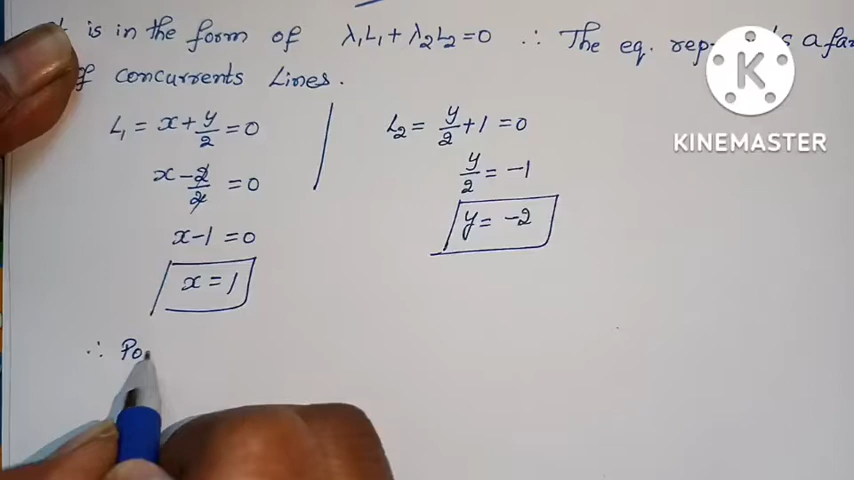 is in the form of λ₁L₁ + λ₂L₂ = 0 ∴ The eq. a
of concurrents Lines.
L₁ = x + y/2 = 0
L₂ = y/2 + 1 = 0
x - 2/2 = 0
y/2 = -1
x - 1 = 0
y = -2
x = 1
∴ Po
K
KINEMASTER